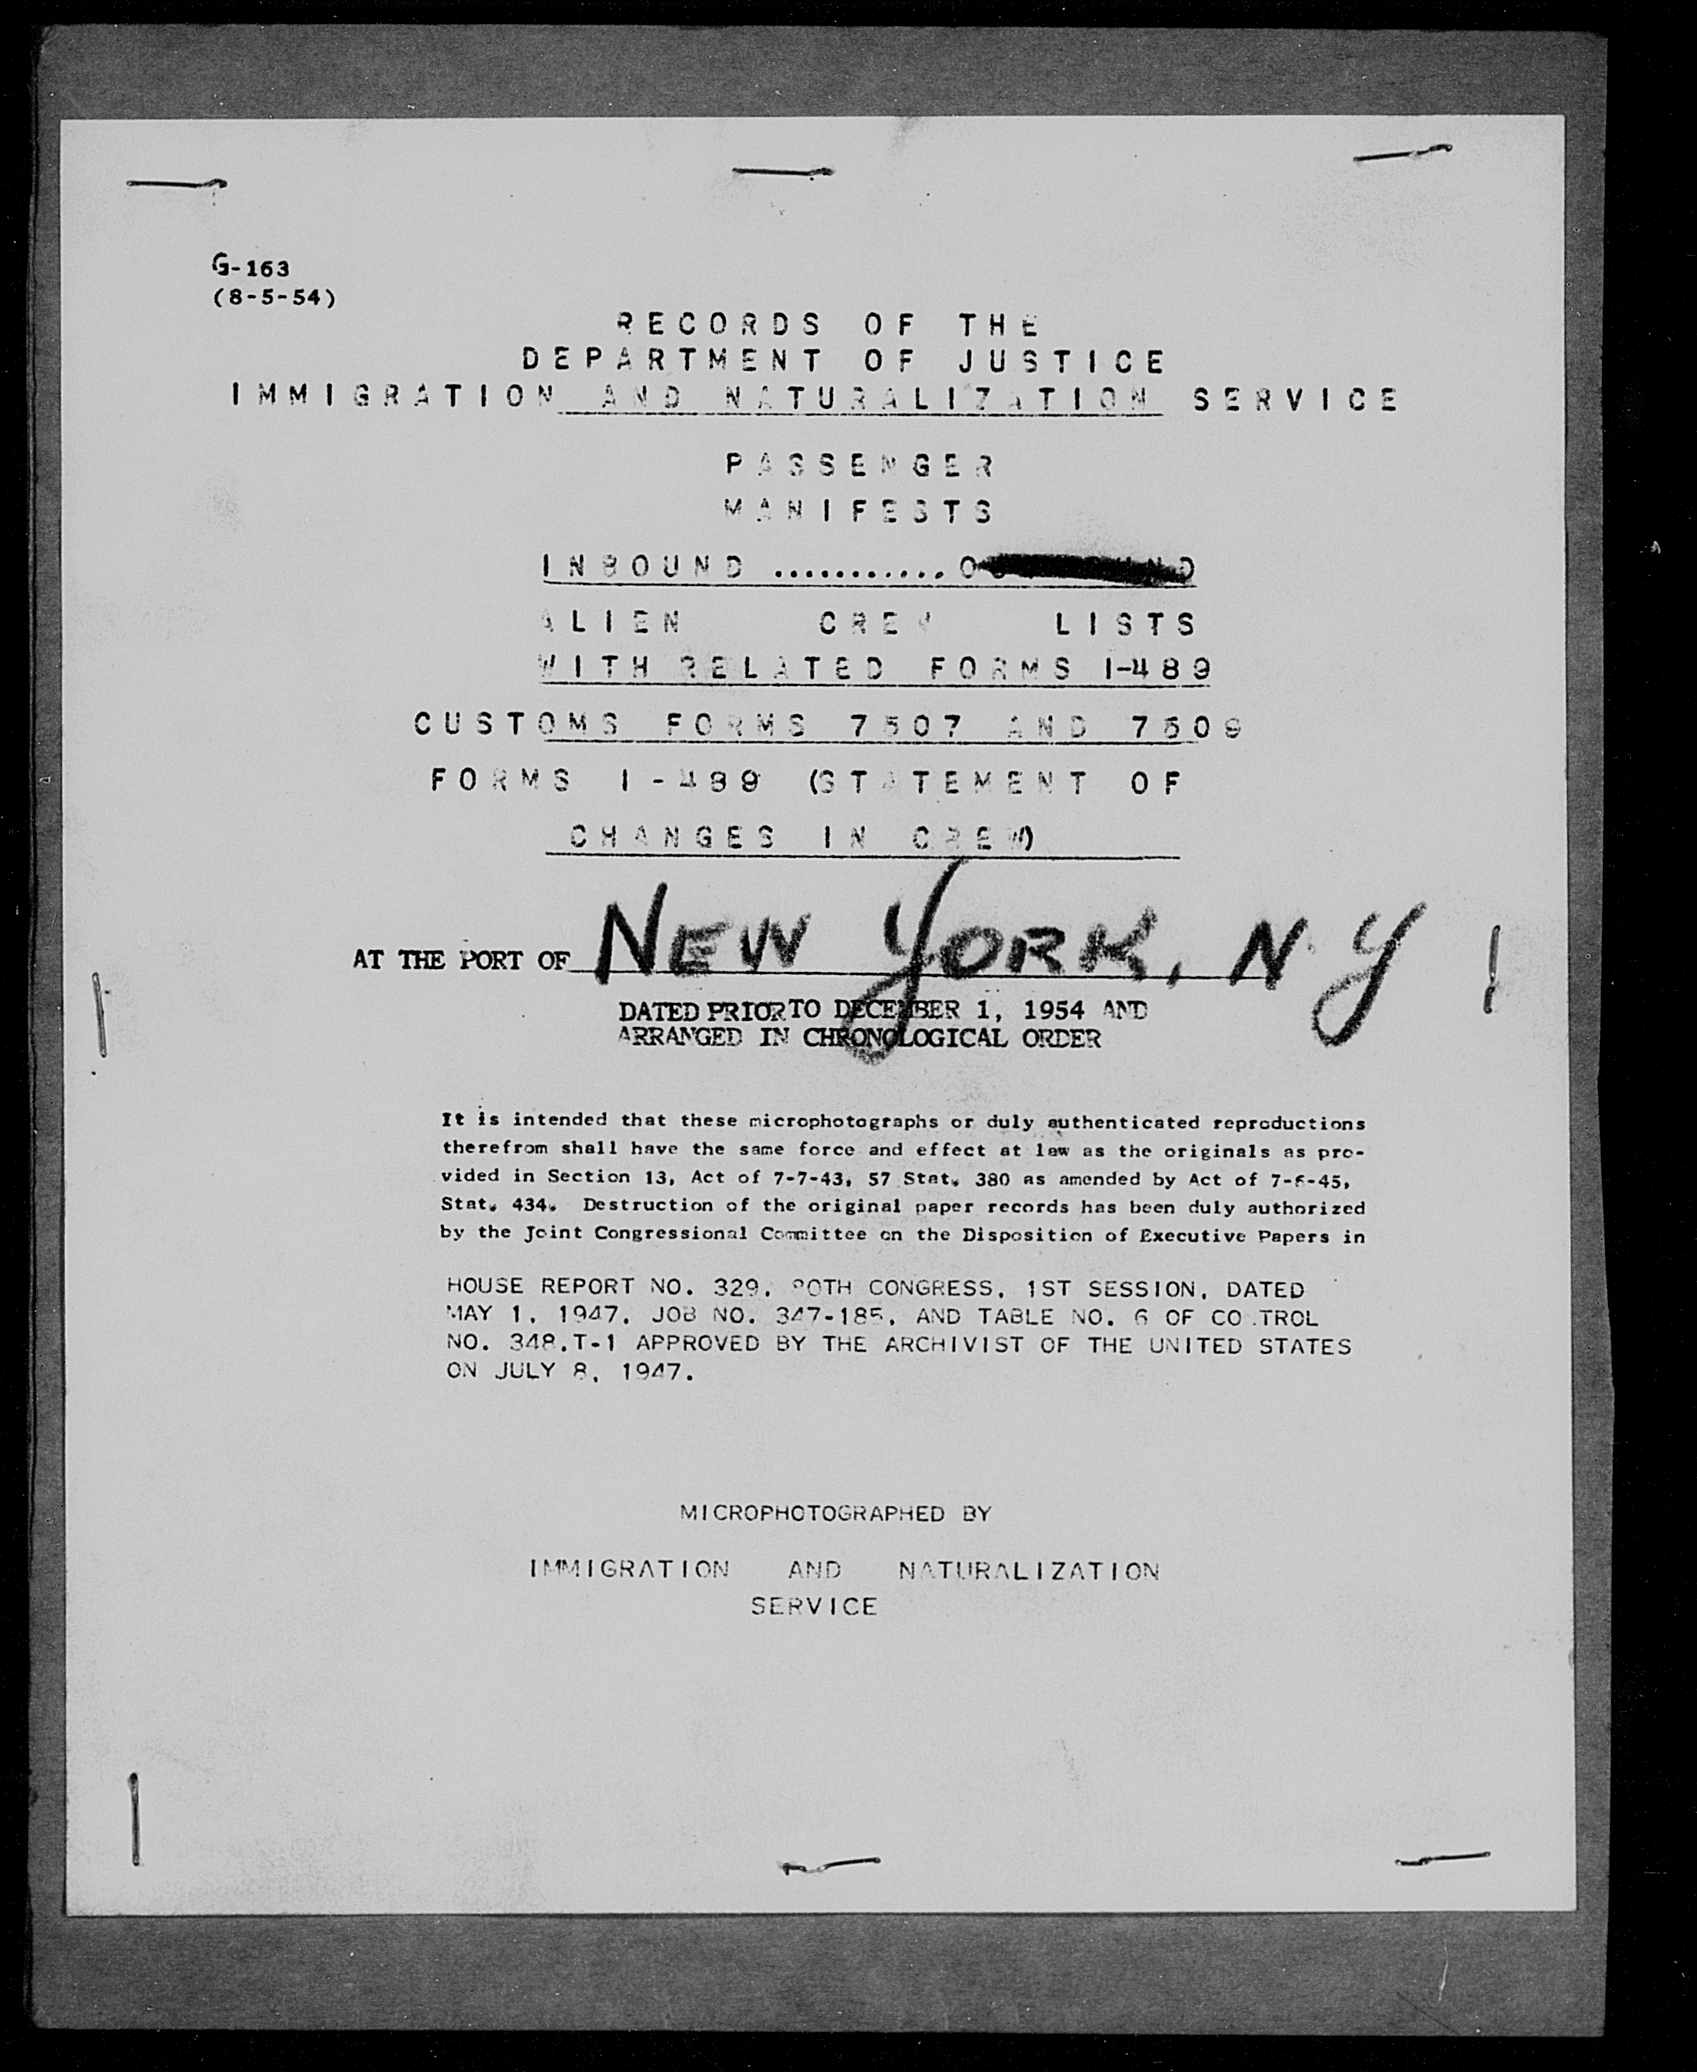 G-163
(8-5-54)
RECORDS OF THE
DEPARTMENT OF JUSTICE
IMMIGRATION AND NATURALIZATION SERVICE
PASSENGER
MANIFESTS
INBOUND ...........
ALIEN CREW LISTS
WITH RELATED FORMS I-489
CUSTOMS FORMS 7507 AND 7509
FORMS I-489 (STATEMENT OF
CHANGES IN CREW)
AT THE PORT OF NEW YORK, N.Y
DATED PRIOR TO DECEMBER 1, 1954 AND
ARRANGED IN CHRONOLOGICAL ORDER
It is intended that these microphotographs or duly authenticated reproductions
therefrom shall have the same force and effect at law as the originals as pro-
vided in Section 13, Act of 7-7-43, 57 Stat. 380 as amended by Act of 7-6-45,
Stat. 434. Destruction of the original paper records has been duly authorized
by the Joint Congressional Committee on the Disposition of Executive Papers in
HOUSE REPORT NO. 329, 80TH CONGRESS, 1ST SESSION, DATED
MAY 1, 1947, JOB NO. 347-185, AND TABLE NO. 6 OF CO TROL
NO. 348.T-1 APPROVED BY THE ARCHIVIST OF THE UNITED STATES
ON JULY 8, 1947.
MICROPHOTOGRAPHED BY
IMMIGRATION AND NATURALIZATION
SERVICE